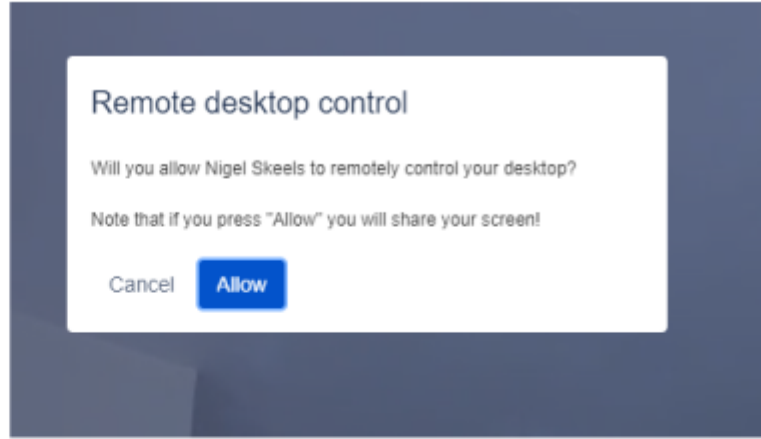 Remote desktop control
Will you allow Nigel Skeels to remotely control your desktop?
Note that if you press "Allow" you will share your screen!
Cancel Allow